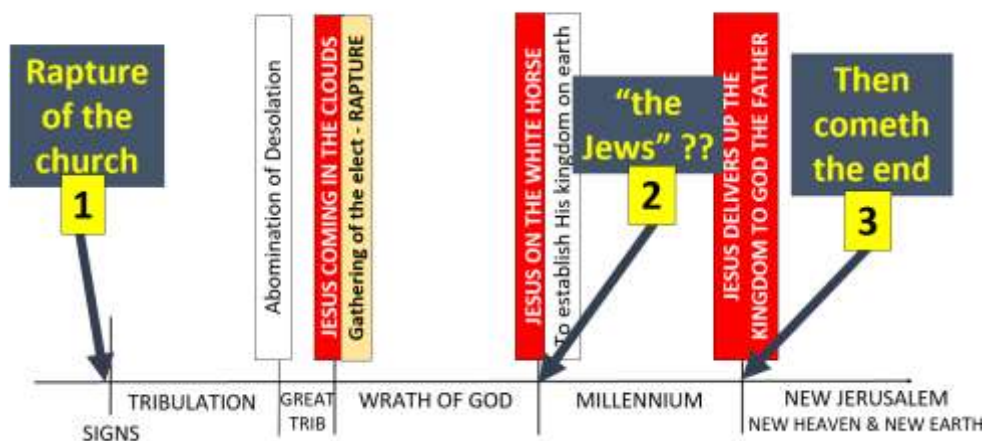 Rapture
of the
church
1
Abomination of Desolation
JESUS COMING IN THE CLOUDS
Gathering of the elect - RAPTURE
JESUS ON THE WHITE HORSE
To establish His kingdom on earth
“the
Jews” ??
2
JESUS DELIVERS UP THE
KINGDOM TO GOD THE FATHER
Then
cometh
the end
3
SIGNS
TRIBULATION
GREAT
TRIB
WRATH OF GOD
MILLENNIUM
NEW JERUSALEM
NEW HEAVEN & NEW EARTH